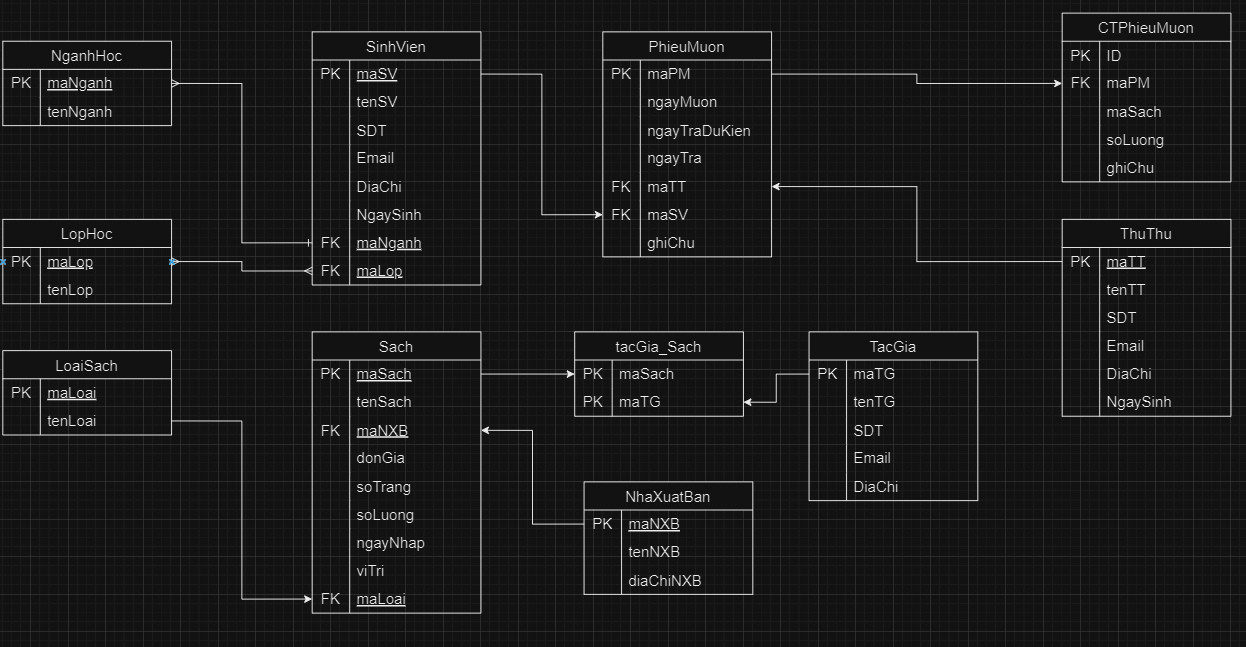 NganhHoc
PK maNganh
tenNganh
LopHoc
PK maLop
tenLop
LoaiSach
PK maLoai
tenLoai
SinhVien
PK maSV
tenSV
SDT
Email
DiaChi
NgaySinh
FK maNganh
FK maLop
Sach
PK maSach
tenSach
FK maNXB
donGia
soTrang
soLuong
ngayNhap
viTri
FK maLoai
PhieuMuon
PK maPM
ngayMuon
ngayTraDuKien
ngayTra
FK maTT
FK maSV
ghiChu
tacGia_Sach
PK maSach
PK maTG
NhaXuatBan
PK maNXB
tenNXB
diaChiNXB
TacGia
PK maTG
tenTG
SDT
Email
DiaChi
CTPhieuMuon
PK ID
FK maPM
maSach
soLuong
ghiChu
ThuThu
PK maTT
tenTT
SDT
Email
DiaChi
NgaySinh